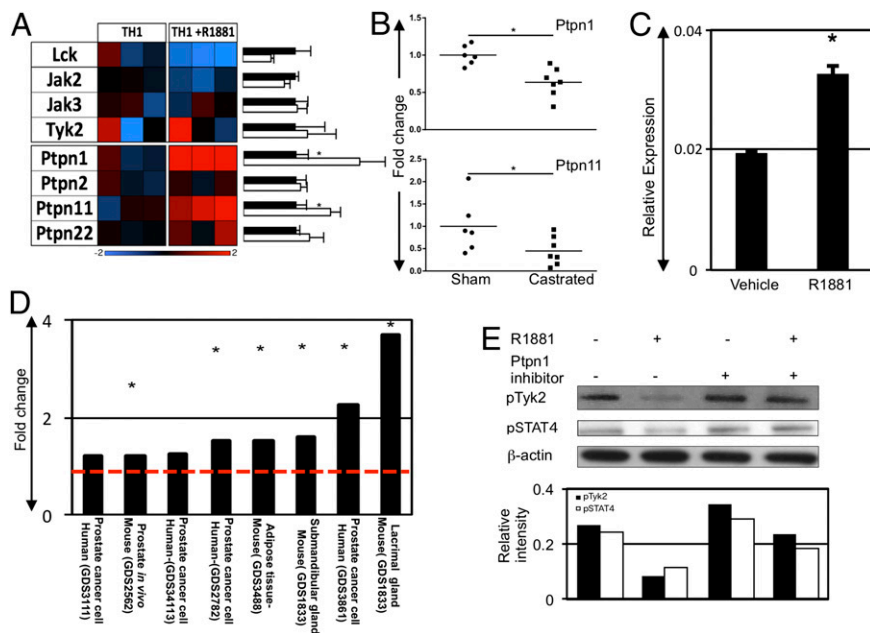 A
TH1
TH1 +R1881
Lck
Jak2
Jak3
Tyk2
Ptpn1
*
Ptpn2
Ptpn11
*
Ptpn22
-2
2
B
Fold change
Ptpn1
*
1.5
1.0
0.5
0.0
Ptpn11
*
2.5
2.0
1.5
1.0
0.5
0.0
Sham
Castrated
C
Relative Expression
0.04
0.02
0
*
Vehicle
R1881
D
Fold change
4
2
0
*
*
*
*
*
*
Prostate cancer cell
Human (GDS3111)
Prostate in vivo
Mouse (GDS2562)
Prostate cancer cell
Human-(GDS34113)
Prostate cancer cell
Human-(GDS2782)
Adipose tissue-
Mouse( GDS3488)
Submandibular gland
Mouse( GDS1833)
Prostate cancer cell
Human (GDS3861)
Lacrimal gland
Mouse( GDS1833)
E
R1881 - + - +
Ptpn1
inhibitor - - + +
pTyk2
pSTAT4
β-actin
Relative
intensity
0.4
0.2
0
pTyk2
pSTAT4